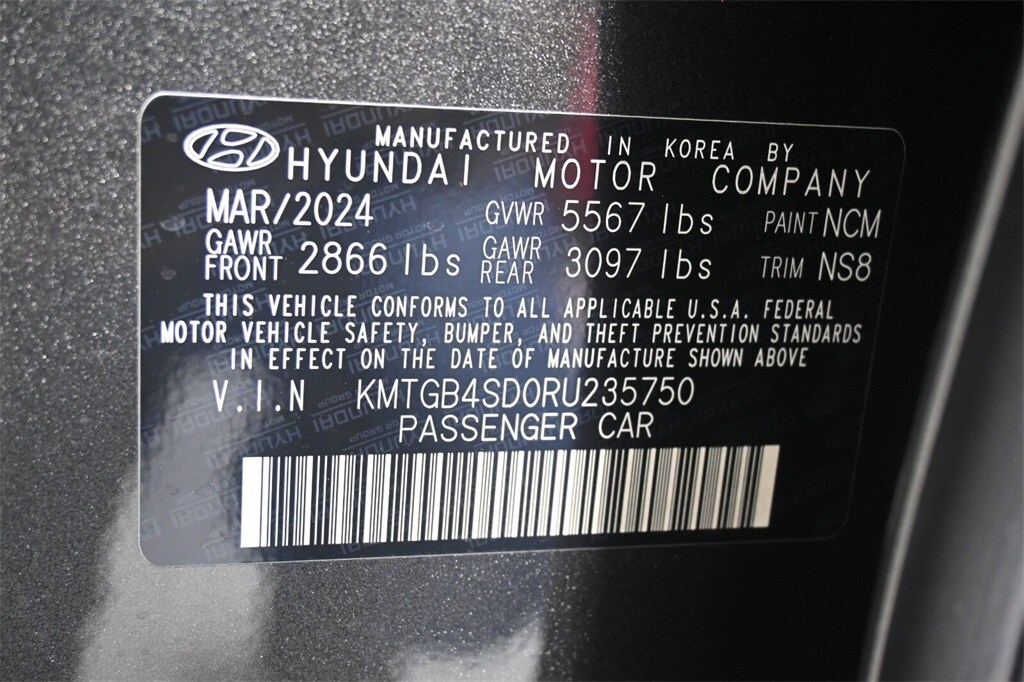 MANUFACTURED IN KOREA BY
HYUNDAI MOTOR COMPANY
MAR/2024 GVWR 5567 lbs PAINT NCM
GAWR FRONT 2866 lbs GAWR REAR 3097 lbs TRIM NS8
THIS VEHICLE CONFORMS TO ALL APPLICABLE U.S.A. FEDERAL
MOTOR VEHICLE SAFETY, BUMPER, AND THEFT PREVENTION STANDARDS
IN EFFECT ON THE DATE OF MANUFACTURE SHOWN ABOVE
V.I.N KMTGB4SD0RU235750
PASSENGER CAR